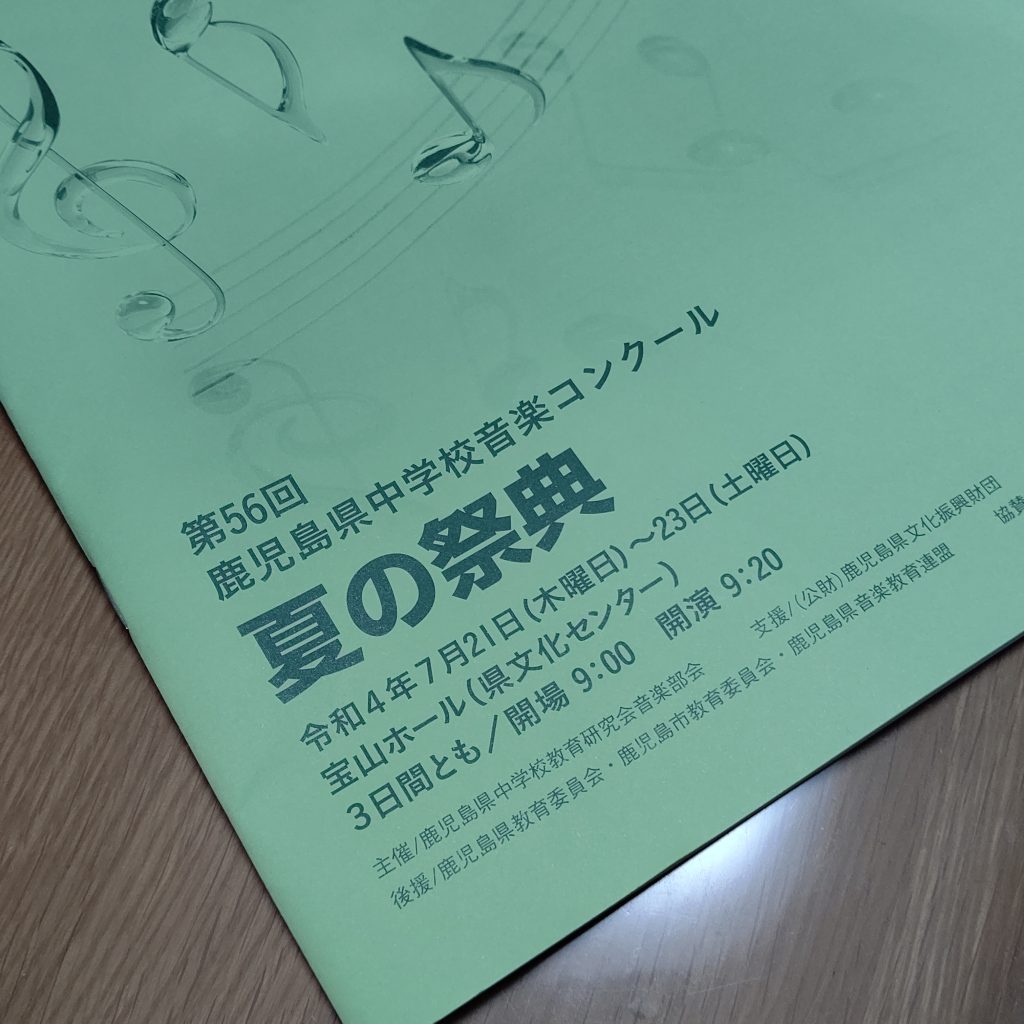 第56回
鹿児島県中学校音楽コンクール
夏の祭典
令和4年7月21日(木曜日)～23日(土曜日)
宝山ホール(県文化センター)
3日間とも/開場 9:00 開演 9:20
主催/鹿児島県中学校教育研究会音楽部会 支援/(公財)鹿児島県文化振興財団
後援/鹿児島県教育委員会・鹿児島市教育委員会・鹿児島県音楽教育連盟 協賛